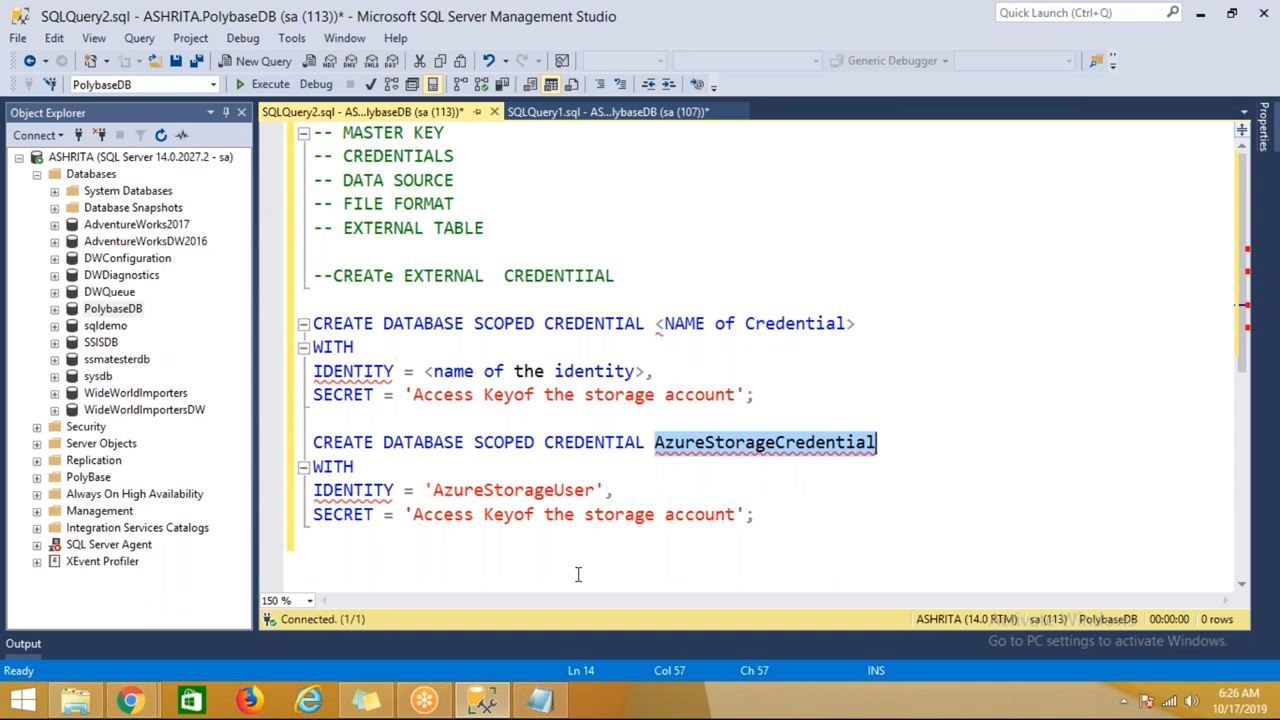 SQLQuery2.sql - ASHRITA.PolybaseDB (sa (113))* - Microsoft SQL Server Management Studio
Quick Launch (Ctrl+Q)
File Edit View Query Project Debug Tools Window Help
New Query
Generic Debugger
PolybaseDB
Execute Debug
Object Explorer
SQLQuery2.sql - AS...lybaseDB (sa (113))*
SQLQuery1.sql - AS...lybaseDB (sa (107))*
Properties
Connect
ASHRITA (SQL Server 14.0.2027.2 - sa)
Databases
System Databases
Database Snapshots
AdventureWorks2017
AdventureWorksDW2016
DWConfiguration
DWDiagnostics
DWQueue
PolybaseDB
sqldemo
SSISDB
ssmatesterdb
sysdb
WideWorldImporters
WideWorldImportersDW
Security
Server Objects
Replication
PolyBase
Always On High Availability
Management
Integration Services Catalogs
SQL Server Agent
XEvent Profiler
-- MASTER KEY
-- CREDENTIALS
-- DATA SOURCE
-- FILE FORMAT
-- EXTERNAL TABLE
--CREATe EXTERNAL  CREDENTIIAL
CREATE DATABASE SCOPED CREDENTIAL <NAME of Credential>
WITH
IDENTITY = <name of the identity>,
SECRET = 'Access Keyof the storage account';
CREATE DATABASE SCOPED CREDENTIAL AzureStorageCredential
WITH
IDENTITY = 'AzureStorageUser',
SECRET = 'Access Keyof the storage account';
150 %
Connected. (1/1)
ASHRITA (14.0 RTM) sa (113) PolybaseDB 00:00:00 0 rows
Activate Windows
Go to PC settings to activate Windows.
Output
Ready
Ln 14 Col 57 Ch 57 INS
6:26 AM
10/17/2019